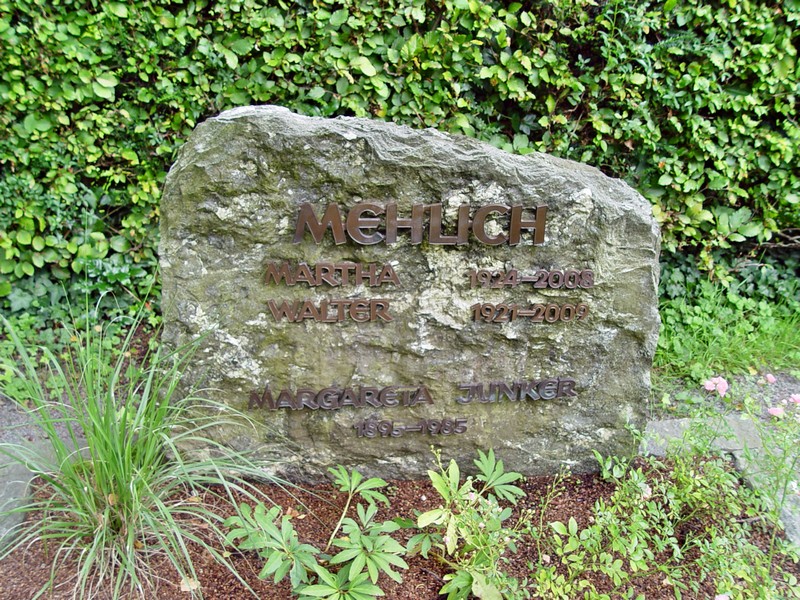 MEHLICH
MARTHA 1924–2008
WALTER 1921–2009
MARGARETA JUNKER
1895–1985